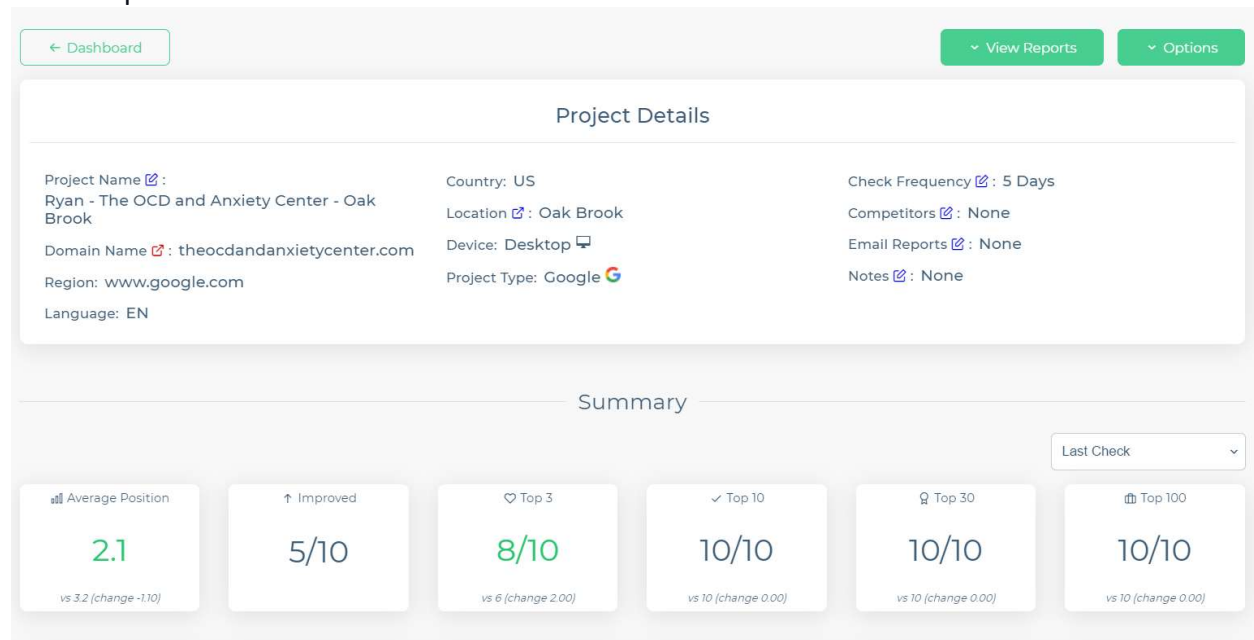 ← Dashboard
View Reports
Options
Project Details
Project Name :
Ryan - The OCD and Anxiety Center - Oak
Brook
Domain Name : theocdandanxietycenter.com
Region: www.google.com
Language: EN
Country: US
Location : Oak Brook
Device: Desktop
Project Type: Google
Check Frequency : 5 Days
Competitors : None
Email Reports : None
Notes : None
Summary
Last Check
Average Position
2.1
vs 3.2 (change -1.10)
↑ Improved
5/10
Top 3
8/10
vs 6 (change 2.00)
✓ Top 10
10/10
vs 10 (change 0.00)
Top 30
10/10
vs 10 (change 0.00)
Top 100
10/10
vs 10 (change 0.00)